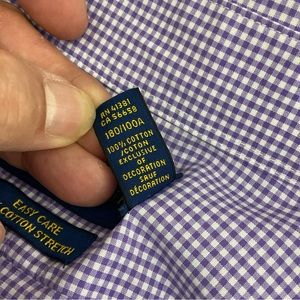 RN 41381
CA 56658
180/100A
100% COTTON
/COTON
EXCLUSIVE
OF
DECORATION
SAUF
DÉCORATION
EASY CARE
COTTON STRETCH